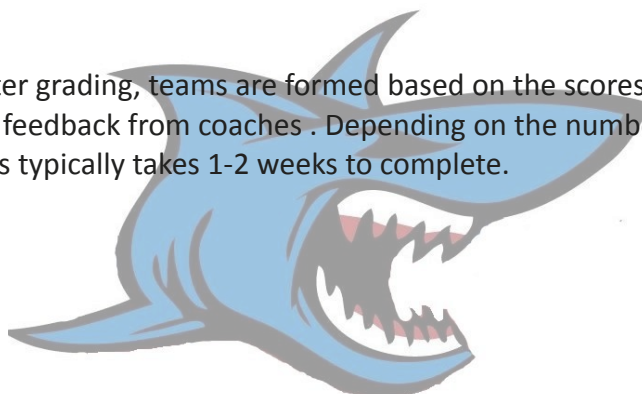 ter grading, teams are formed based on the scores
feedback from coaches . Depending on the numb
s typically takes 1-2 weeks to complete.